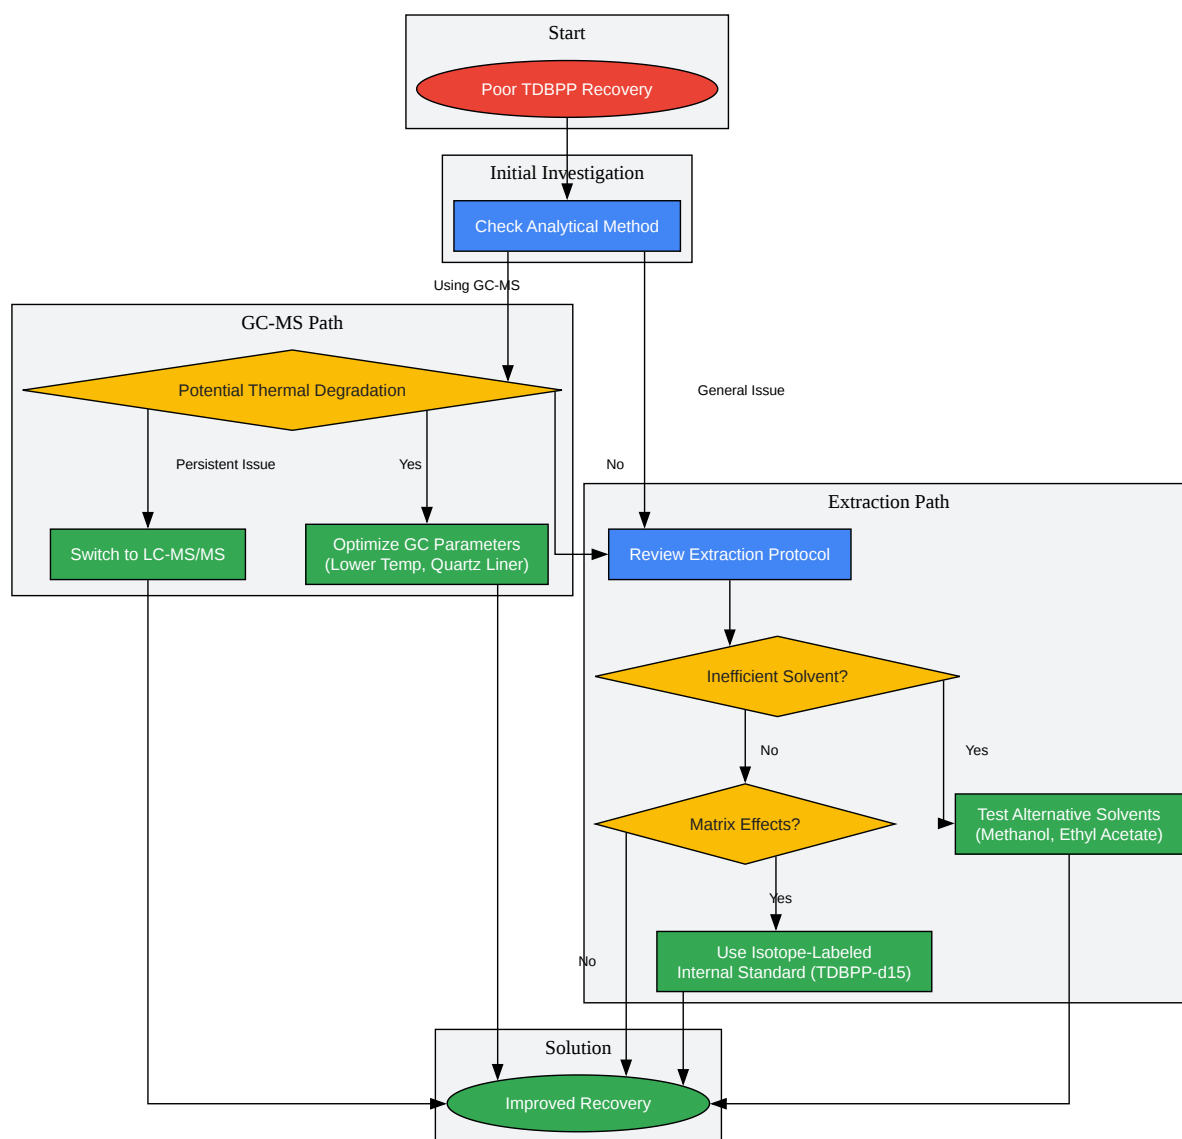 Start
Poor TDBPP Recovery
Initial Investigation
Check Analytical Method
Using GC-MS
GC-MS Path
Potential Thermal Degradation
General Issue
Persistent Issue
Yes
No
Extraction Path
Switch to LC-MS/MS
Optimize GC Parameters
(Lower Temp, Quartz Liner)
Review Extraction Protocol
Inefficient Solvent?
No
Yes
Matrix Effects?
Test Alternative Solvents
(Methanol, Ethyl Acetate)
Yes
Use Isotope-Labeled
Internal Standard (TDBPP-d15)
No
Solution
Improved Recovery